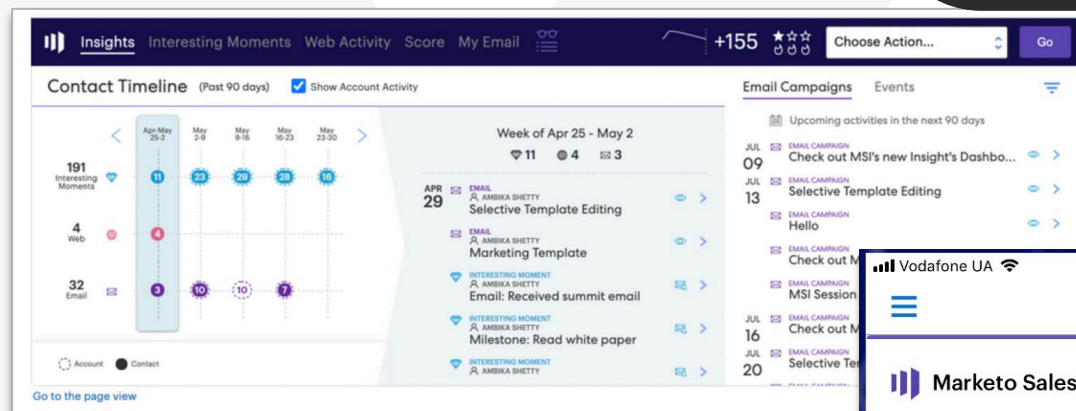 Insights Interesting Moments Web Activity Score My Email +155 Choose Action... Go
Contact Timeline (Past 90 days) Show Account Activity
Apr-May 25-2
May 2-9
May 9-16
May 16-23
May 23-30
191 Interesting Moments 11 23 29 28 16
4 Web 4
32 Email 3 10 10 7
Account Contact
Go to the page view
Week of Apr 25 - May 2
11 4 3
APR 29
EMAIL
AMBIKA SHETTY
Selective Template Editing
EMAIL
AMBIKA SHETTY
Marketing Template
INTERESTING MOMENT
AMBIKA SHETTY
Email: Received summit email
INTERESTING MOMENT
AMBIKA SHETTY
Milestone: Read white paper
INTERESTING MOMENT
AMBIKA SHETTY
Email Campaigns Events
Upcoming activities in the next 90 days
JUL 09
EMAIL CAMPAIGN
Check out MSI's new Insight's Dashbo...
JUL 13
EMAIL CAMPAIGN
Selective Template Editing
EMAIL CAMPAIGN
Hello
EMAIL CAMPAIGN
Check out M
EMAIL CAMPAIGN
MSI Session
JUL 16
EMAIL CAMPAIGN
Check out M
JUL 20
EMAIL CAMPAIGN
Selective Te
Vodafone UA
Marketo Sales